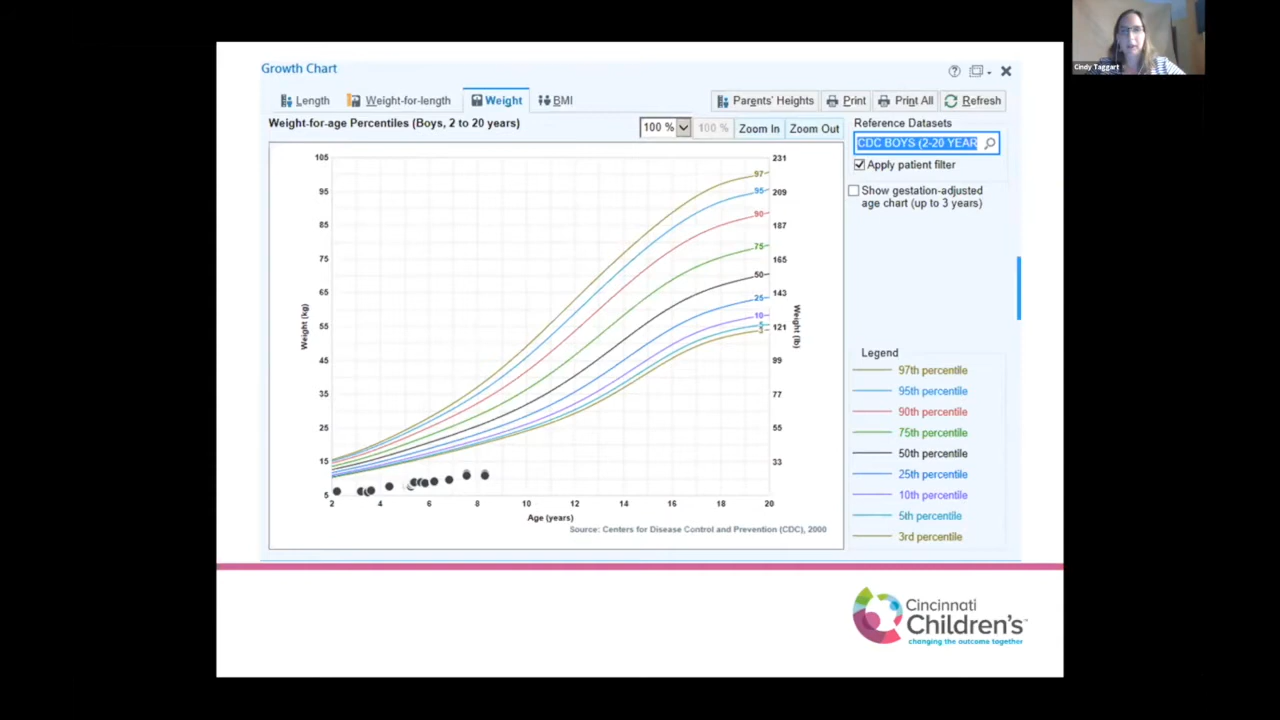 Cindy Taggart
Growth Chart
Length
Weight-for-length
Weight
BMI
Parents' Heights
Print
Print All
Refresh
Weight-for-age Percentiles (Boys, 2 to 20 years)
100 %
100 %
Zoom In
Zoom Out
Reference Datasets
CDC BOYS (2-20 YEAR
Apply patient filter
Show gestation-adjusted
age chart (up to 3 years)
105
95
85
75
65
55
45
35
25
15
5
Weight (kg)
97
95
90
75
50
25
10
5
3
231
209
187
165
143
121
99
77
55
33
Weight (lb)
2
4
6
8
10
12
14
16
18
20
Age (years)
Source: Centers for Disease Control and Prevention (CDC), 2000
Legend
97th percentile
95th percentile
90th percentile
75th percentile
50th percentile
25th percentile
10th percentile
5th percentile
3rd percentile
Cincinnati
Children's™
changing the outcome together